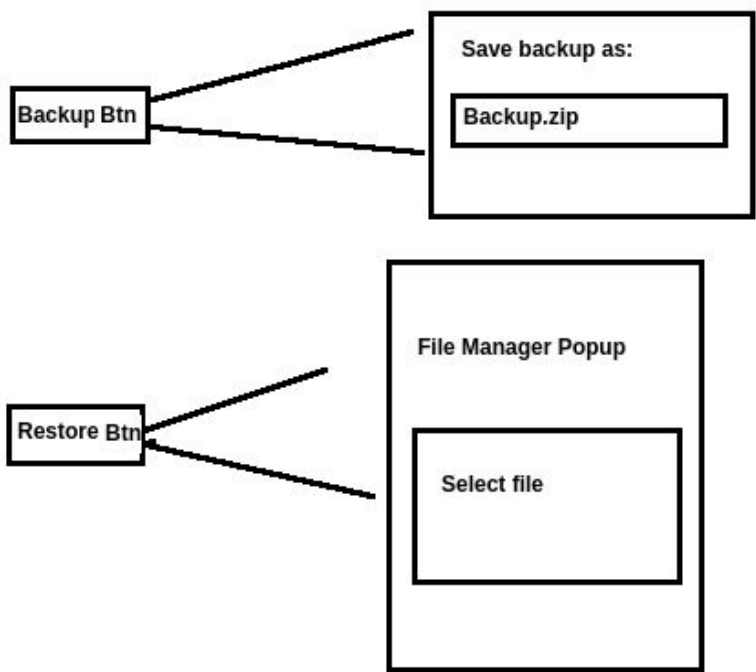 Save backup as:
Backup Btn
Backup.zip
File Manager Popup
Restore Btn
Select file